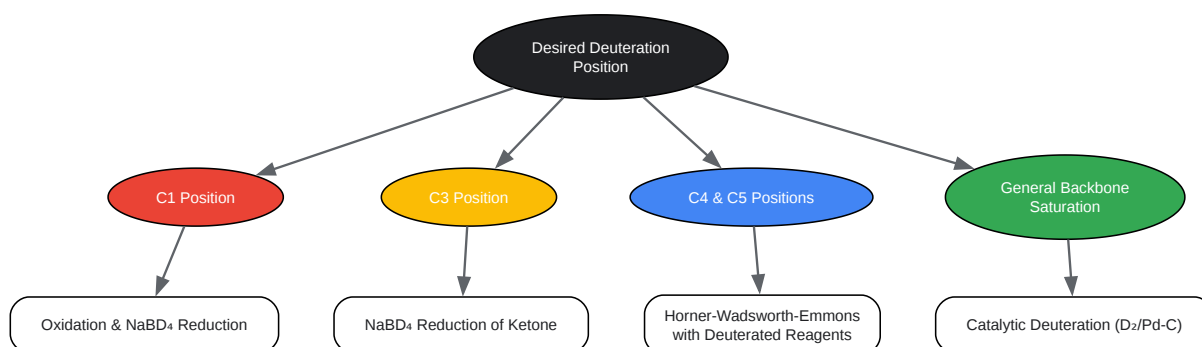 Desired Deuteration
Position
C1 Position
C3 Position
C4 & C5 Positions
General Backbone
Saturation
Oxidation & NaBD₄ Reduction
NaBD₄ Reduction of Ketone
Horner-Wadsworth-Emmons
with Deuterated Reagents
Catalytic Deuteration (D₂/Pd-C)